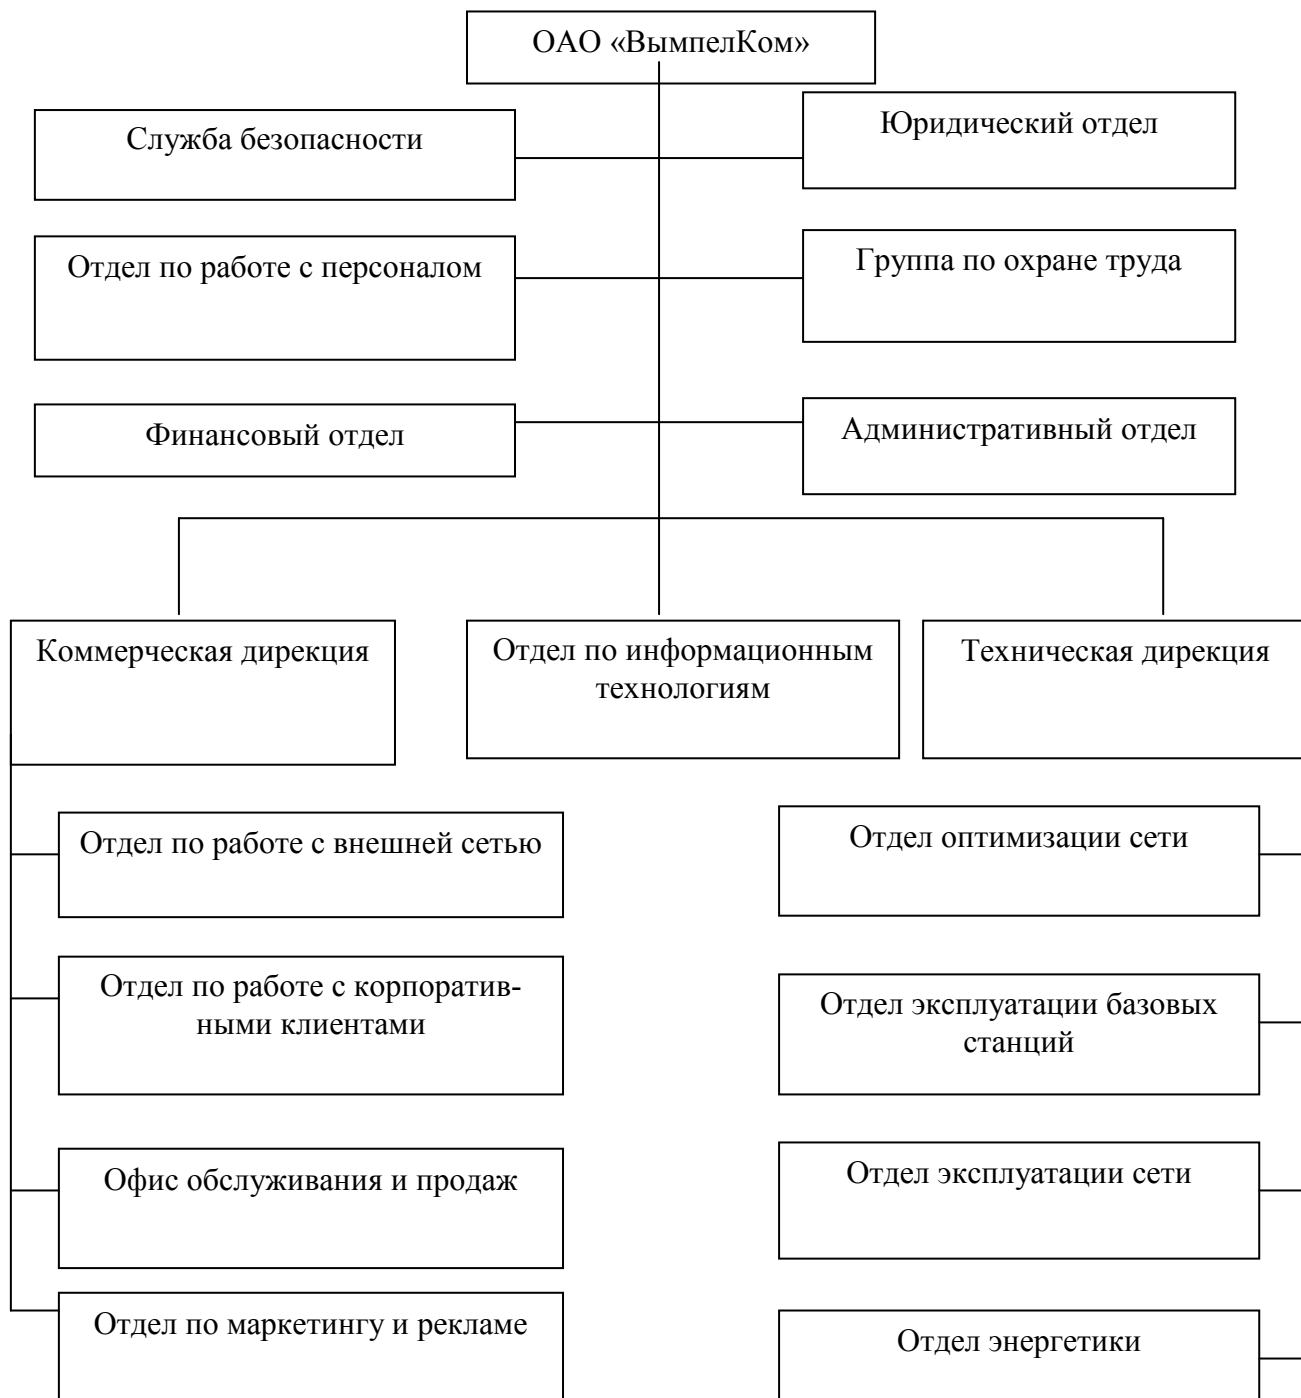 ОАО «ВымпелКом»
Служба безопасности
Юридический отдел
Отдел по работе с персоналом
Группа по охране труда
Финансовый отдел
Административный отдел
Коммерческая дирекция
Отдел по информационным
технологиям
Техническая дирекция
Отдел по работе с внешней сетью
Отдел оптимизации сети
Отдел по работе с корпоратив-
ными клиентами
Отдел эксплуатации базовых
станций
Офис обслуживания и продаж
Отдел эксплуатации сети
Отдел по маркетингу и рекламе
Отдел энергетики